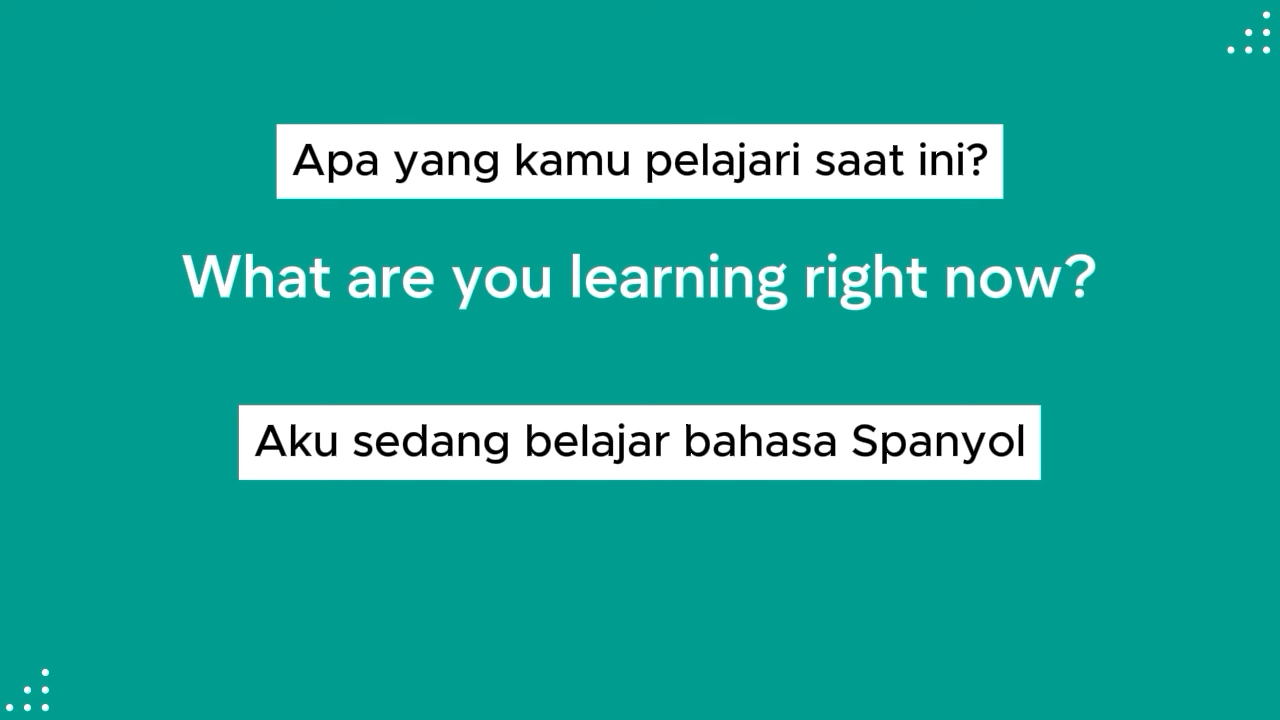 Apa yang kamu pelajari saat ini?
What are you learning right now?
Aku sedang belajar bahasa Spanyol